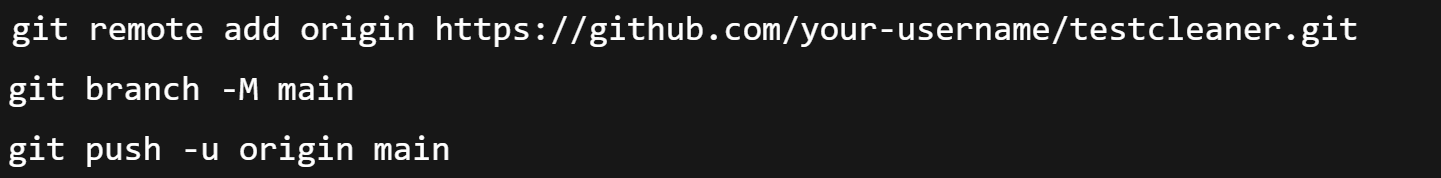 git remote add origin https://github.com/your-username/testcleaner.git
git branch -M main
git push -u origin main